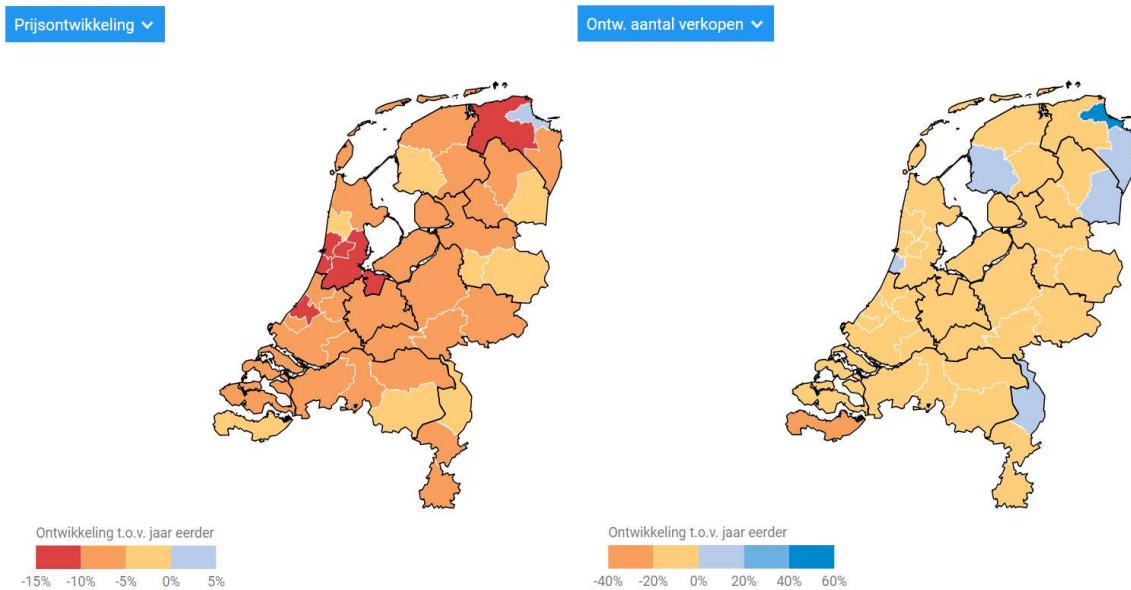 Prijsontwikkeling
Ontw. aantal verkopen
Ontwikkeling t.o.v. jaar eerder
-15% -10% -5% 0% 5%
Ontwikkeling t.o.v. jaar eerder
-40% -20% 0% 20% 40% 60%